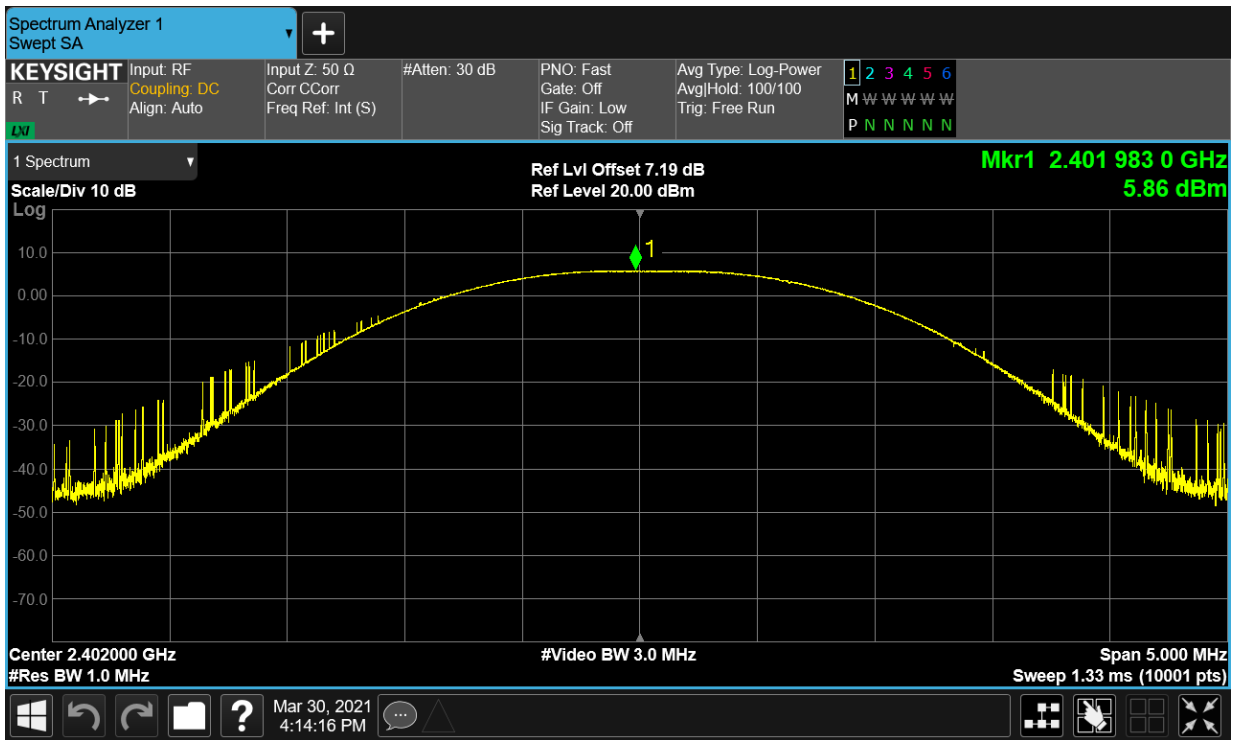 Spectrum Analyzer 1
Swept SA
+
KEYSIGHT
R T
LXI
Input: RF
Coupling: DC
Align: Auto
Input Z: 50 Ω
Corr CCorr
Freq Ref: Int (S)
#Atten: 30 dB
PNO: Fast
Gate: Off
IF Gain: Low
Sig Track: Off
Avg Type: Log-Power
Avg|Hold: 100/100
Trig: Free Run
1 2 3 4 5 6
M W W W W W
P N N N N N
1 Spectrum
Scale/Div 10 dB
Log
Ref Lvl Offset 7.19 dB
Ref Level 20.00 dBm
Mkr1 2.401 983 0 GHz
5.86 dBm
1
10.0
0.00
-10.0
-20.0
-30.0
-40.0
-50.0
-60.0
-70.0
Center 2.402000 GHz
#Res BW 1.0 MHz
#Video BW 3.0 MHz
Span 5.000 MHz
Sweep 1.33 ms (10001 pts)
?
Mar 30, 2021
4:14:16 PM